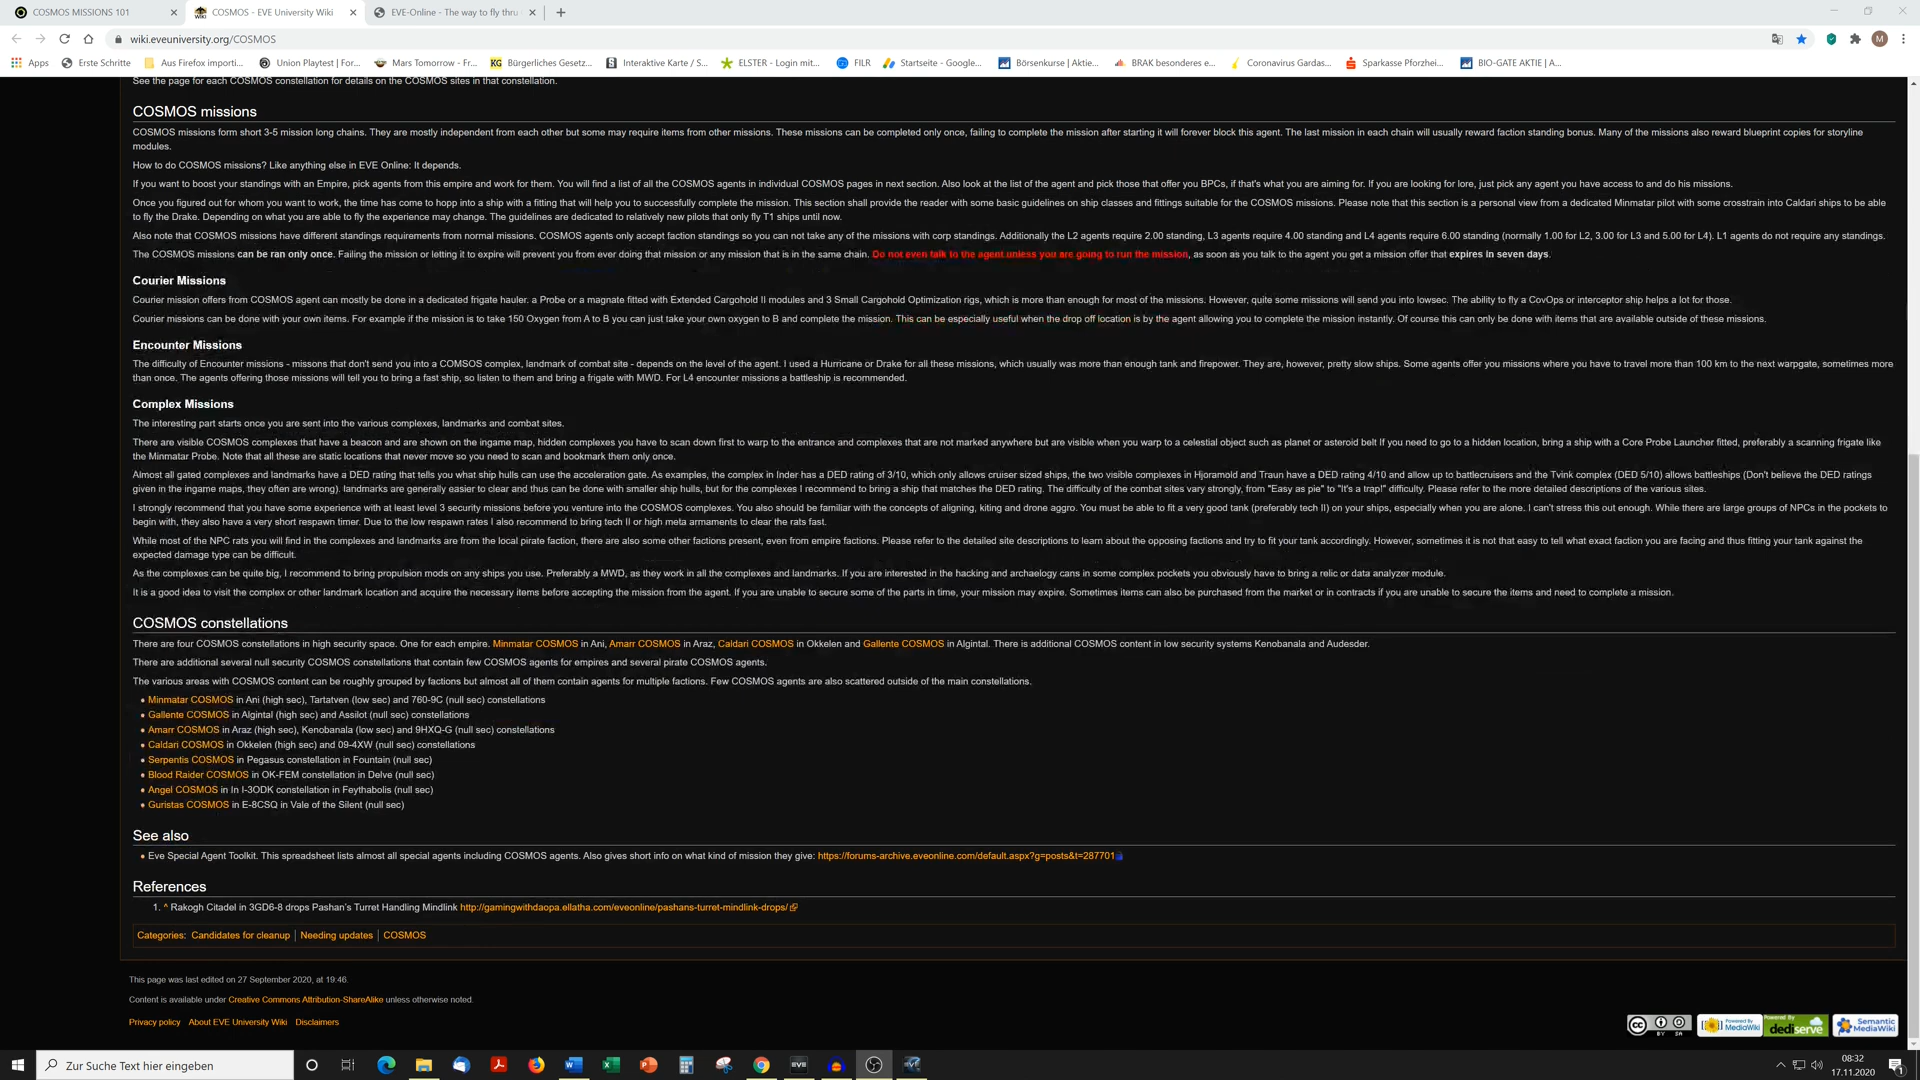 COSMOS MISSIONS 101
COSMOS - EVE University Wiki
EVE-Online - The way to fly thru
wiki.eveuniversity.org/COSMOS
Apps
Erste Schritte
Aus Firefox importi...
Union Playtest | For...
Mars Tomorrow - Fr...
Bürgerliches Gesetz...
Interaktive Karte / S...
ELSTER - Login mit...
FILR
Startseite - Google...
Börsenkurse | Aktie...
BRAK besonderes e...
Coronavirus Gardas...
Sparkasse Pforzhei...
BIO-GATE AKTIE | A...
See the page for each COSMOS constellation for details on the COSMOS sites in that constellation.
COSMOS missions
COSMOS missions form short 3-5 mission long chains. They are mostly independent from each other but some may require items from other missions. These missions can be completed only once, failing to complete the mission after starting it will forever block this agent. The last mission in each chain will usually reward faction standing bonus. Many of the missions also reward blueprint copies for storyline
modules.
How to do COSMOS missions? Like anything else in EVE Online: It depends.
If you want to boost your standings with an Empire, pick agents from this empire and work for them. You will find a list of all the COSMOS agents in individual COSMOS pages in next section. Also look at the list of the agent and pick those that offer you BPCs, if that's what you are aiming for. If you are looking for lore, just pick any agent you have access to and do his missions.
Once you figured out for whom you want to work, the time has come to hopp into a ship with a fitting that will help you to successfully complete the mission. This section shall provide the reader with some basic guidelines on ship classes and fittings suitable for the COSMOS missions. Please note that this section is a personal view from a dedicated Minmatar pilot with some crosstrain into Caldari ships to be able
to fly the Drake. Depending on what you are able to fly the experience may change. The guidelines are dedicated to relatively new pilots that only fly T1 ships until now.
Also note that COSMOS missions have different standings requirements from normal missions. COSMOS agents only accept faction standings so you can not take any of the missions with corp standings. Additionally the L2 agents require 2.00 standing, L3 agents require 4.00 standing and L4 agents require 6.00 standing (normally 1.00 for L2, 3.00 for L3 and 5.00 for L4). L1 agents do not require any standings.
The COSMOS missions can be ran only once. Failing the mission or letting it to expire will prevent you from ever doing that mission or any mission that is in the same chain. Do not even talk to the agent unless you are going to run the mission, as soon as you talk to the agent you get a mission offer that expires in seven days.
Courier Missions
Courier mission offers from COSMOS agent can mostly be done in a dedicated frigate hauler. a Probe or a magnate fitted with Extended Cargohold II modules and 3 Small Cargohold Optimization rigs, which is more than enough for most of the missions. However, quite some missions will send you into lowsec. The ability to fly a CovOps or interceptor ship helps a lot for those.
Courier missions can be done with your own items. For example if the mission is to take 150 Oxygen from A to B you can just take your own oxygen to B and complete the mission. This can be especially useful when the drop off location is by the agent allowing you to complete the mission instantly. Of course this can only be done with items that are available outside of these missions.
Encounter Missions
The difficulty of Encounter missions - missons that don't send you into a COMSOS complex, landmark of combat site - depends on the level of the agent. I used a Hurricane or Drake for all these missions, which usually was more than enough tank and firepower. They are, however, pretty slow ships. Some agents offer you missions where you have to travel more than 100 km to the next warpgate, sometimes more
than once. The agents offering those missions will tell you to bring a fast ship, so listen to them and bring a frigate with MWD. For L4 encounter missions a battleship is recommended.
Complex Missions
The interesting part starts once you are sent into the various complexes, landmarks and combat sites.
There are visible COSMOS complexes that have a beacon and are shown on the ingame map, hidden complexes you have to scan down first to warp to the entrance and complexes that are not marked anywhere but are visible when you warp to a celestial object such as planet or asteroid belt If you need to go to a hidden location, bring a ship with a Core Probe Launcher fitted, preferably a scanning frigate like
the Minmatar Probe. Note that all these are static locations that never move so you need to scan and bookmark them only once.
Almost all gated complexes and landmarks have a DED rating that tells you what ship hulls can use the acceleration gate. As examples, the complex in Inder has a DED rating of 3/10, which only allows cruiser sized ships, the two visible complexes in Hjoramold and Traun have a DED rating 4/10 and allow up to battlecruisers and the Tvink complex (DED 5/10) allows battleships (Don't believe the DED ratings
given in the ingame maps, they often are wrong). landmarks are generally easier to clear and thus can be done with smaller ship hulls, but for the complexes I recommend to bring a ship that matches the DED rating. The difficulty of the combat sites vary strongly, from "Easy as pie" to "It's a trap!" difficulty. Please refer to the more detailed descriptions of the various sites.
I strongly recommend that you have some experience with at least level 3 security missions before you venture into the COSMOS complexes. You also should be familiar with the concepts of aligning, kiting and drone aggro. You must be able to fit a very good tank (preferably tech II) on your ships, especially when you are alone. I can't stress this out enough. While there are large groups of NPCs in the pockets to
begin with, they also have a very short respawn timer. Due to the low respawn rates I also recommend to bring tech II or high meta armaments to clear the rats fast.
While most of the NPC rats you will find in the complexes and landmarks are from the local pirate faction, there are also some other factions present, even from empire factions. Please refer to the detailed site descriptions to learn about the opposing factions and try to fit your tank accordingly. However, sometimes it is not that easy to tell what exact faction you are facing and thus fitting your tank against the
expected damage type can be difficult.
As the complexes can be quite big, I recommend to bring propulsion mods on any ships you use. Preferably a MWD, as they work in all the complexes and landmarks. If you are interested in the hacking and archaelogy cans in some complex pockets you obviously have to bring a relic or data analyzer module.
It is a good idea to visit the complex or other landmark location and acquire the necessary items before accepting the mission from the agent. If you are unable to secure some of the parts in time, your mission may expire. Sometimes items can also be purchased from the market or in contracts if you are unable to secure the items and need to complete a mission.
COSMOS constellations
There are four COSMOS constellations in high security space. One for each empire. Minmatar COSMOS in Ani, Amarr COSMOS in Araz, Caldari COSMOS in Okkelen and Gallente COSMOS in Algintal. There is additional COSMOS content in low security systems Kenobanala and Audesder.
There are additional several null security COSMOS constellations that contain few COSMOS agents for empires and several pirate COSMOS agents.
The various areas with COSMOS content can be roughly grouped by factions but almost all of them contain agents for multiple factions. Few COSMOS agents are also scattered outside of the main constellations.
• Minmatar COSMOS in Ani (high sec), Tartatven (low sec) and 760-9C (null sec) constellations
• Gallente COSMOS in Algintal (high sec) and Assilot (null sec) constellations
• Amarr COSMOS in Araz (high sec), Kenobanala (low sec) and 9HXQ-G (null sec) constellations
• Caldari COSMOS in Okkelen (high sec) and 09-4XW (null sec) constellations
• Serpentis COSMOS in Pegasus constellation in Fountain (null sec)
• Blood Raider COSMOS in OK-FEM constellation in Delve (null sec)
• Angel COSMOS in In I-3ODK constellation in Feythabolis (null sec)
• Guristas COSMOS in E-8CSQ in Vale of the Silent (null sec)
See also
• Eve Special Agent Toolkit. This spreadsheet lists almost all special agents including COSMOS agents. Also gives short info on what kind of mission they give: https://forums-archive.eveonline.com/default.aspx?g=posts&t=287701
References
1. ^ Rakogh Citadel in 3GD6-8 drops Pashan's Turret Handling Mindlink http://gamingwithdaopa.ellatha.com/eveonline/pashans-turret-mindlink-drops/
Categories: Candidates for cleanup | Needing updates | COSMOS
This page was last edited on 27 September 2020, at 19:46.
Content is available under Creative Commons Attribution-ShareAlike unless otherwise noted.
Privacy policy About EVE University Wiki Disclaimers
CC BY SA
Powered By MediaWiki
Powered By dediserve
Semantic MediaWiki
Zur Suche Text hier eingeben
08:32
17.11.2020